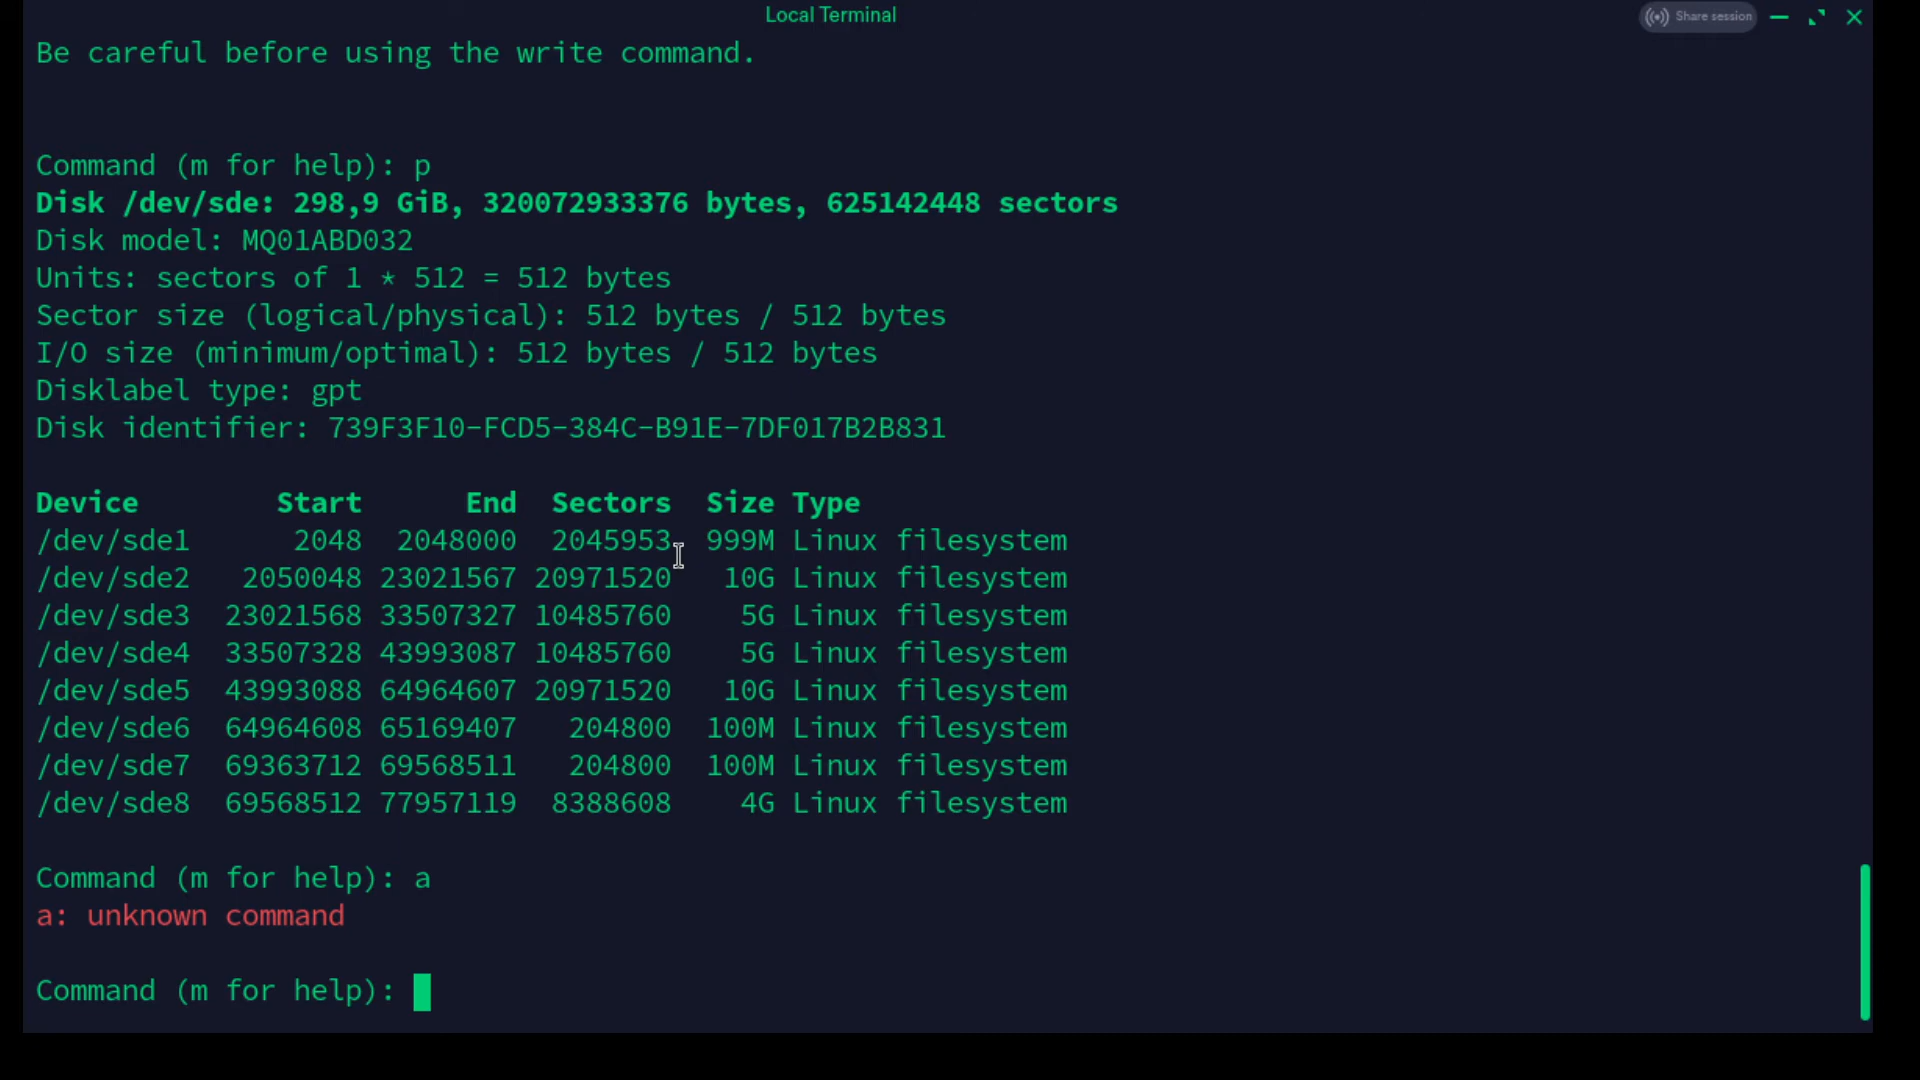 Local Terminal
Share session
Be careful before using the write command.
Command (m for help): p
Disk /dev/sde: 298,9 GiB, 320072933376 bytes, 625142448 sectors
Disk model: MQ01ABD032
Units: sectors of 1 * 512 = 512 bytes
Sector size (logical/physical): 512 bytes / 512 bytes
I/O size (minimum/optimal): 512 bytes / 512 bytes
Disklabel type: gpt
Disk identifier: 739F3F10-FCD5-384C-B91E-7DF017B2B831
Device Start End Sectors Size Type
/dev/sde1 2048 2048000 2045953 999M Linux filesystem
/dev/sde2 2050048 23021567 20971520 10G Linux filesystem
/dev/sde3 23021568 33507327 10485760 5G Linux filesystem
/dev/sde4 33507328 43993087 10485760 5G Linux filesystem
/dev/sde5 43993088 64964607 20971520 10G Linux filesystem
/dev/sde6 64964608 65169407 204800 100M Linux filesystem
/dev/sde7 69363712 69568511 204800 100M Linux filesystem
/dev/sde8 69568512 77957119 8388608 4G Linux filesystem
Command (m for help): a
a: unknown command
Command (m for help):